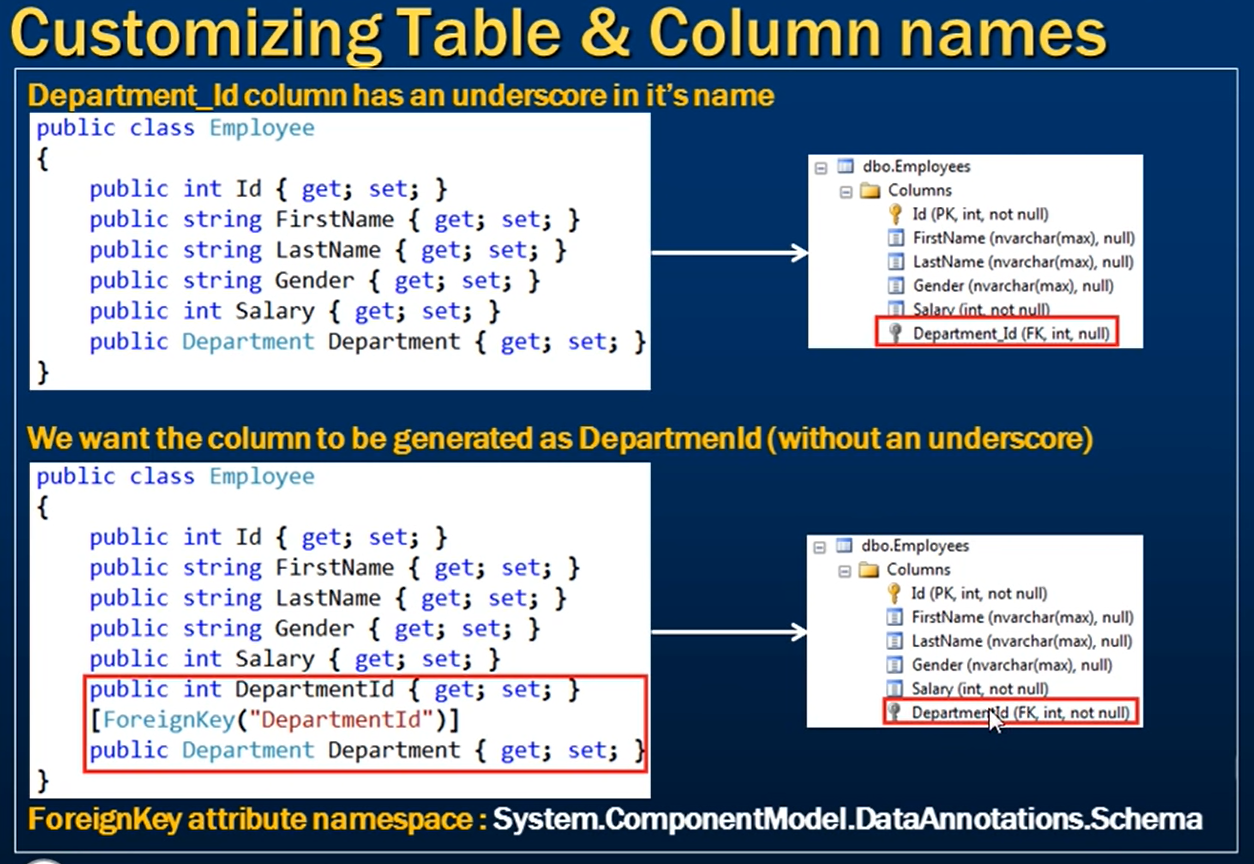 Customizing Table & Column names
Department_Id column has an underscore in it's name
public class Employee
{
public int Id { get; set; }
public string FirstName { get; set; }
public string LastName { get; set; }
public string Gender { get; set; }
public int Salary { get; set; }
public Department Department { get; set; }
}
dbo.Employees
Columns
Id (PK, int, not null)
FirstName (nvarchar(max), null)
LastName (nvarchar(max), null)
Gender (nvarchar(max), null)
Salary (int, not null)
Department_Id (FK, int, null)
We want the column to be generated as DepartmenId (without an underscore)
public class Employee
{
public int Id { get; set; }
public string FirstName { get; set; }
public string LastName { get; set; }
public string Gender { get; set; }
public int Salary { get; set; }
public int DepartmentId { get; set; }
[ForeignKey("DepartmentId")]
public Department Department { get; set; }
}
dbo.Employees
Columns
Id (PK, int, not null)
FirstName (nvarchar(max), null)
LastName (nvarchar(max), null)
Gender (nvarchar(max), null)
Salary (int, not null)
DepartmentId (FK, int, not null)
ForeignKey attribute namespace : System.ComponentModel.DataAnnotations.Schema